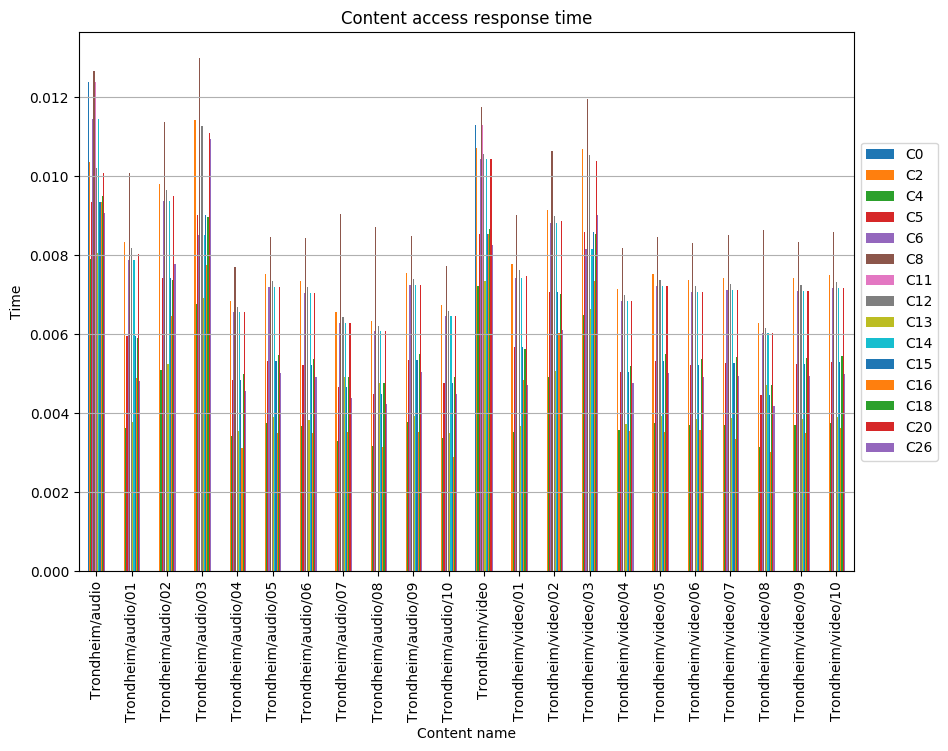 Content access response time
Time
0.012
0.010
0.008
0.006
0.004
0.002
0.000
C0
C2
C4
C5
C6
C8
C11
C12
C13
C14
C15
C16
C18
C20
C26
Trondheim/audio
Trondheim/audio/01
Trondheim/audio/02
Trondheim/audio/03
Trondheim/audio/04
Trondheim/audio/05
Trondheim/audio/06
Trondheim/audio/07
Trondheim/audio/08
Trondheim/audio/09
Trondheim/audio/10
Trondheim/video
Trondheim/video/01
Trondheim/video/02
Trondheim/video/03
Trondheim/video/04
Trondheim/video/05
Trondheim/video/06
Trondheim/video/07
Trondheim/video/08
Trondheim/video/09
Trondheim/video/10
Content name